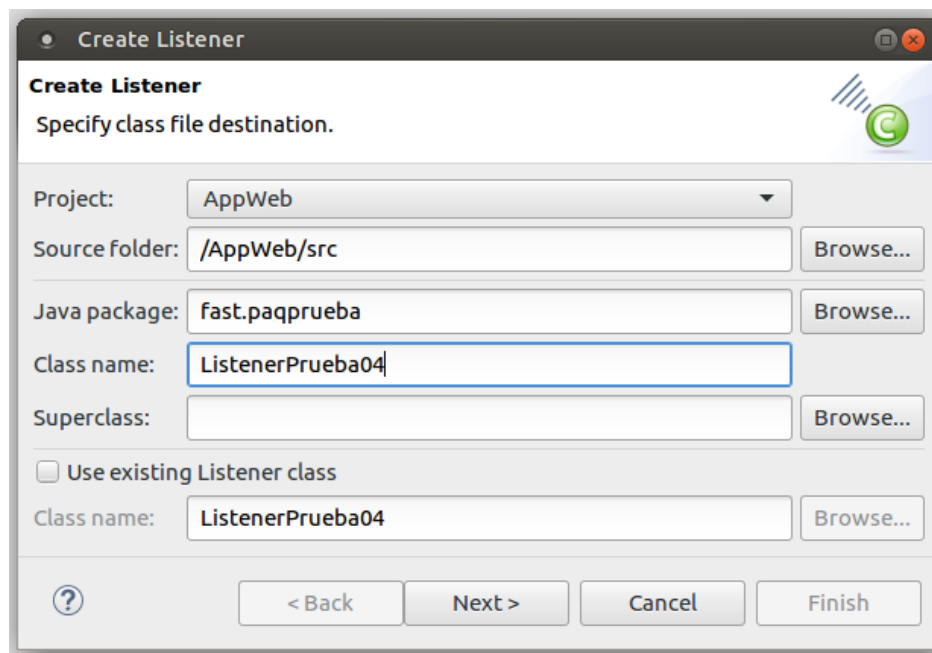 Create Listener
Create Listener
Specify class file destination.
C
Project: AppWeb
Source folder: /AppWeb/src Browse...
Java package: fast.paqprueba Browse...
Class name: ListenerPrueba04
Superclass: Browse...
Use existing Listener class
Class name: ListenerPrueba04 Browse...
? < Back Next > Cancel Finish